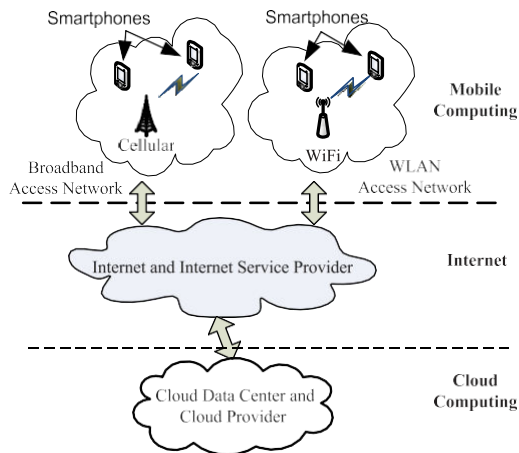 Smartphones
Smartphones
Cellular
WiFi
Mobile
Computing
Broadband
Access Network
WLAN
Access Network
Internet and Internet Service Provider
Internet
Cloud Data Center and
Cloud Provider
Cloud
Computing